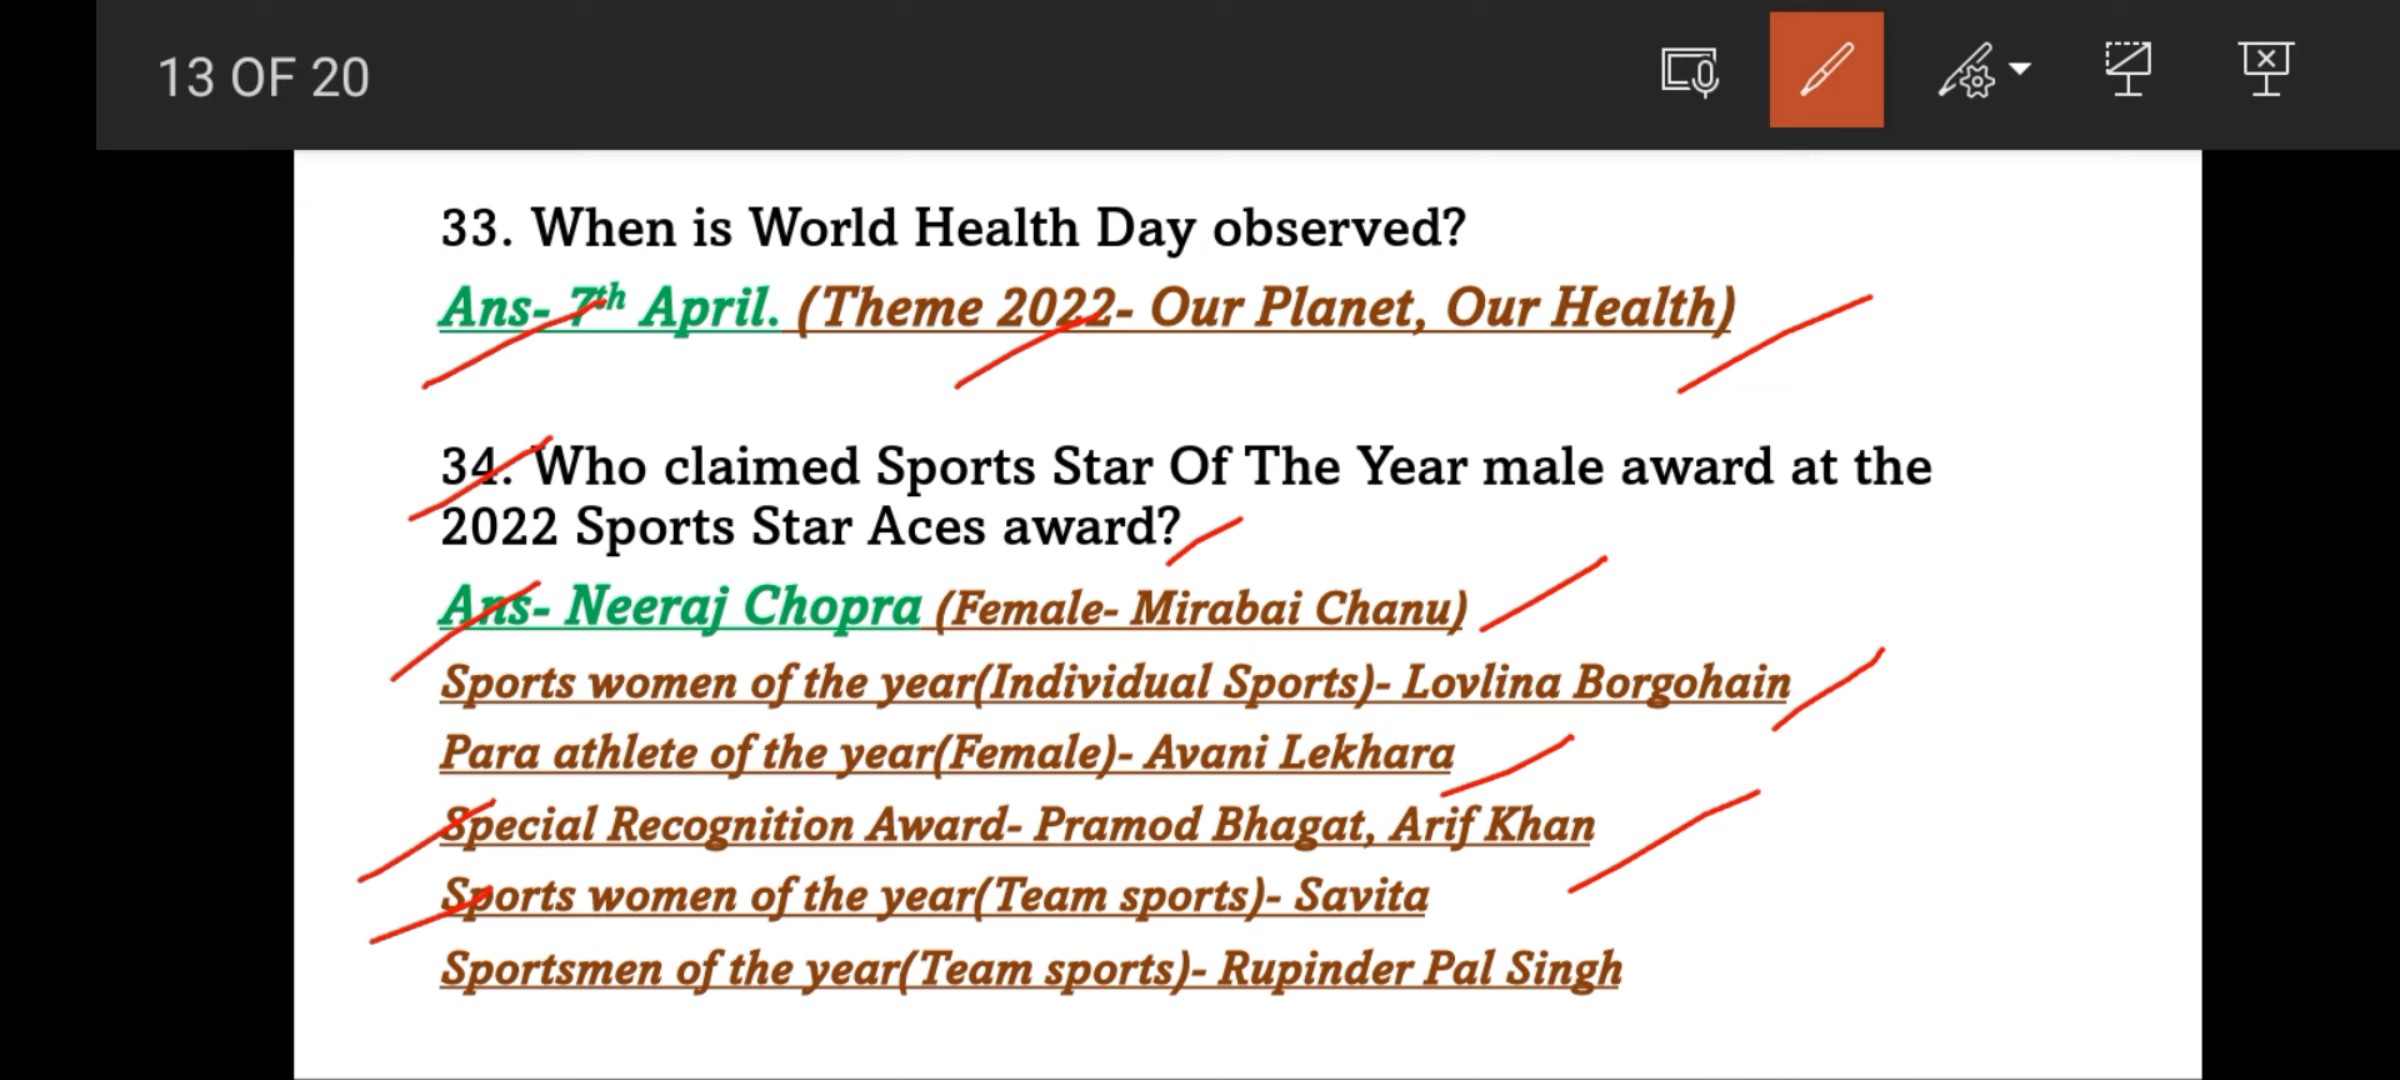 13 OF 20
33. When is World Health Day observed?
Ans- 7th April. (Theme 2022- Our Planet, Our Health)
34. Who claimed Sports Star Of The Year male award at the
2022 Sports Star Aces award?
Ans- Neeraj Chopra (Female- Mirabai Chanu)
Sports women of the year(Individual Sports)- Lovlina Borgohain
Para athlete of the year(Female)- Avani Lekhara
Special Recognition Award- Pramod Bhagat, Arif Khan
Sports women of the year(Team sports)- Savita
Sportsmen of the year(Team sports)- Rupinder Pal Singh